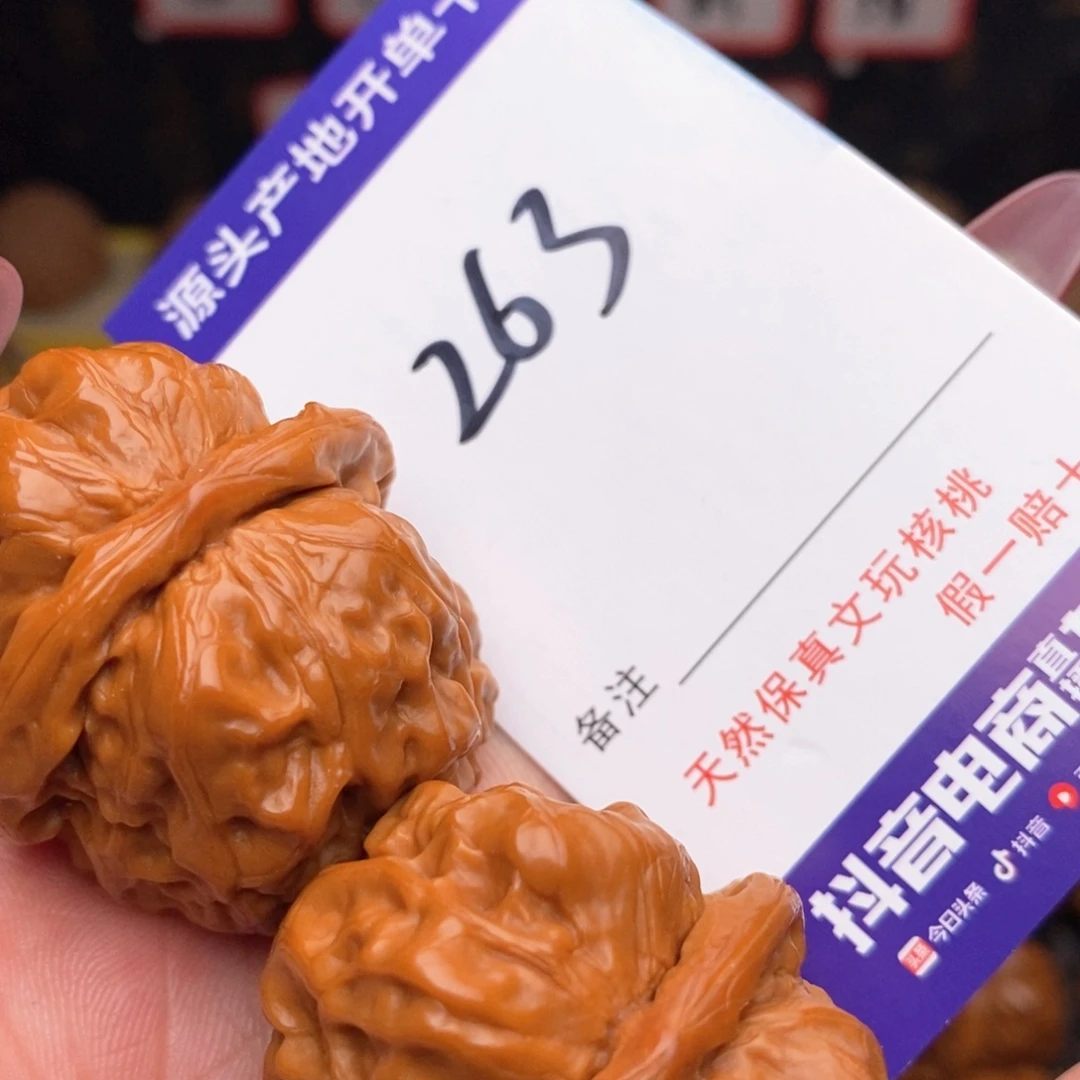 源头产地开单卡
263
备注
天然保真文玩核桃
假一赔十
抖音电商
今日头条 抖音